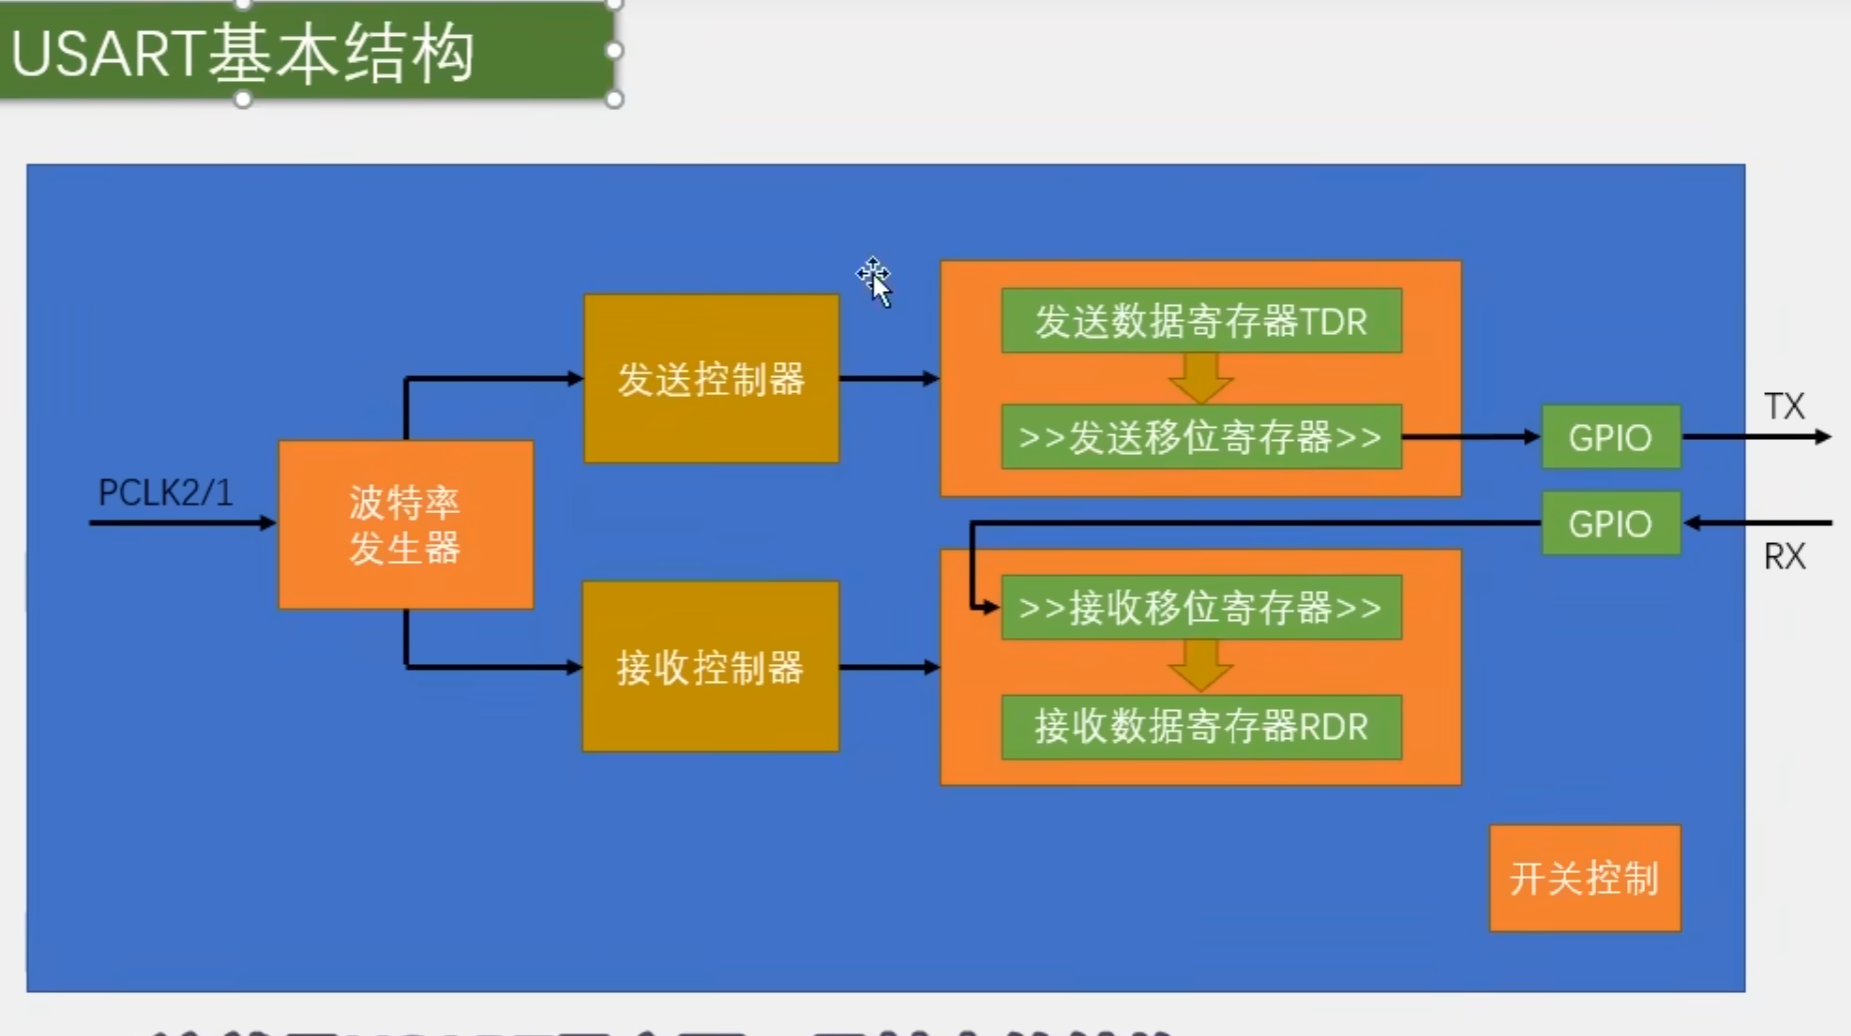 USART基本结构
发送数据寄存器TDR
发送控制器
>>发送移位寄存器>>
GPIO
TX
PCLK2/1
波特率
发生器
GPIO
RX
>>接收移位寄存器>>
接收控制器
接收数据寄存器RDR
开关控制